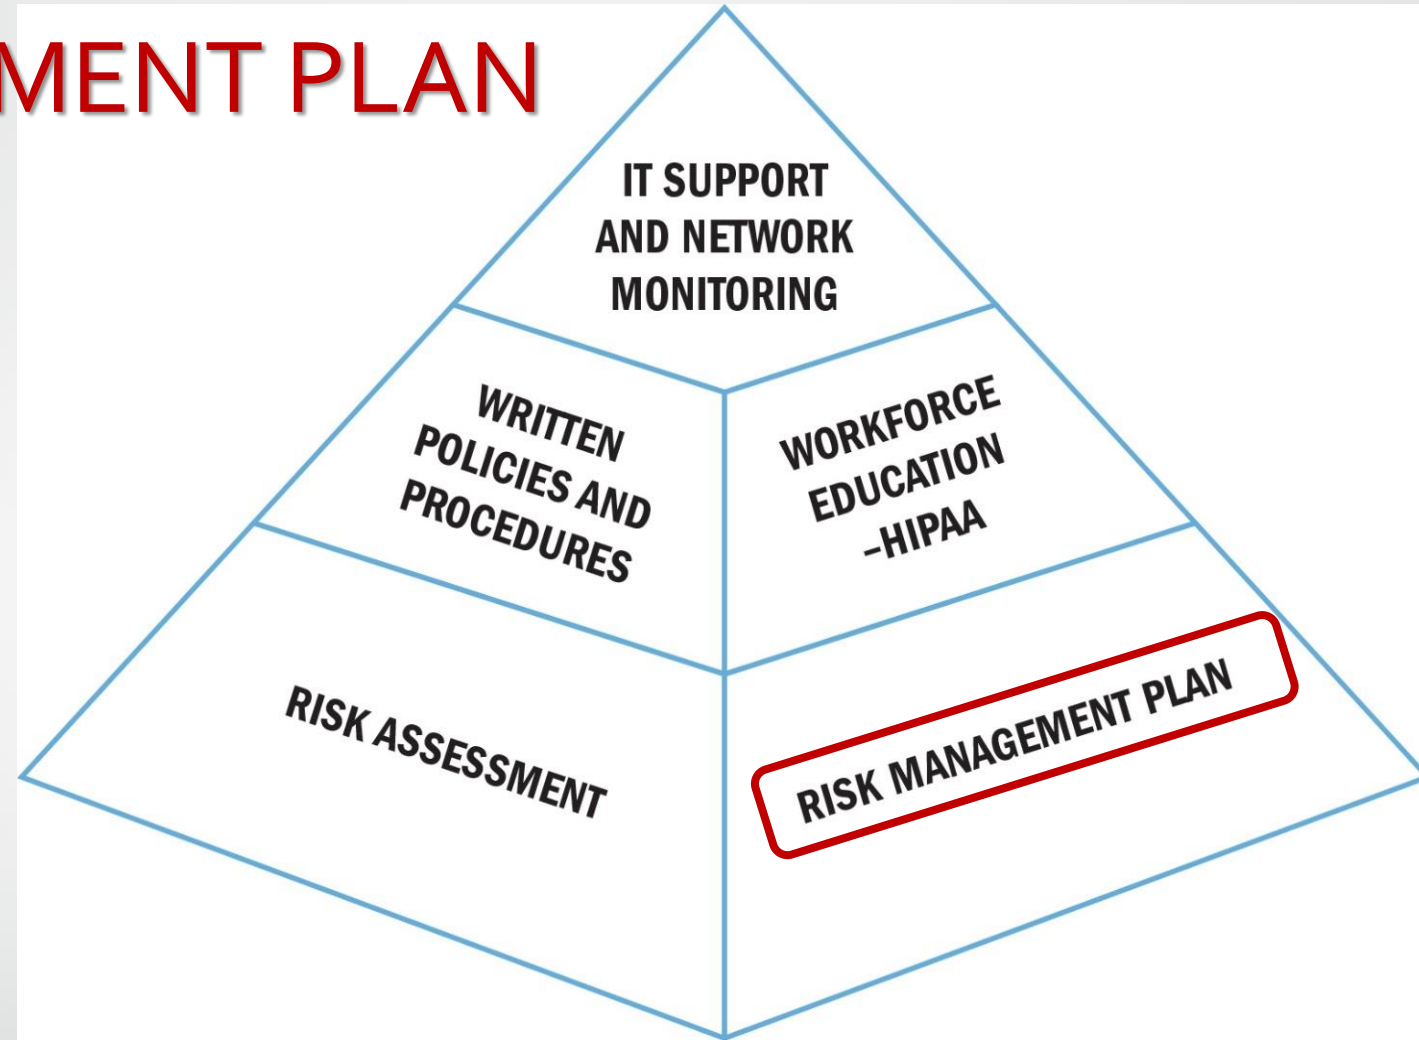 MENT PLAN
IT SUPPORT
AND NETWORK
MONITORING
WRITTEN
POLICIES AND
PROCEDURES
WORKFORCE
EDUCATION
–HIPAA
RISK ASSESSMENT
RISK MANAGEMENT PLAN